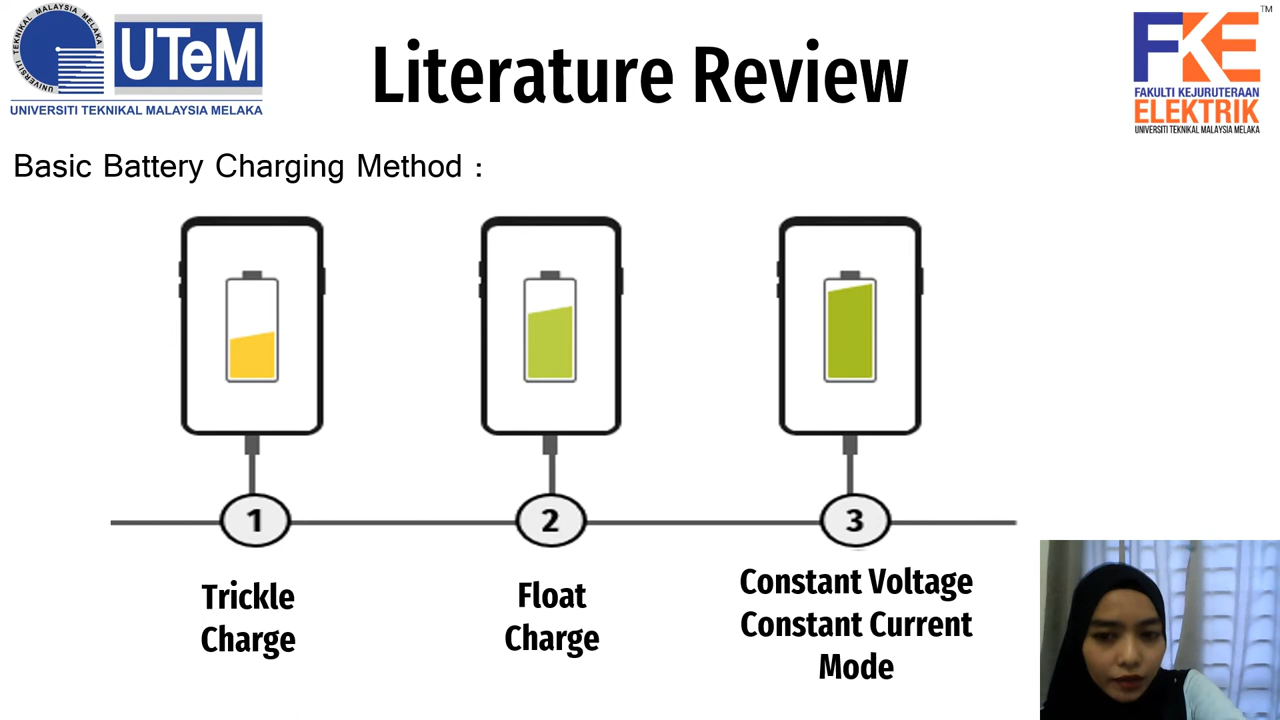 UNIVERSITI TEKNIKAL MALAYSIA MELAKA
UTeM
UNIVERSITI TEKNIKAL MALAYSIA MELAKA
Literature Review
TM
FKE
FAKULTI KEJURUTERAAN
ELEKTRIK
UNIVERSITI TEKNIKAL MALAYSIA MELAKA
Basic Battery Charging Method :
1
2
3
Trickle
Charge
Float
Charge
Constant Voltage
Constant Current
Mode